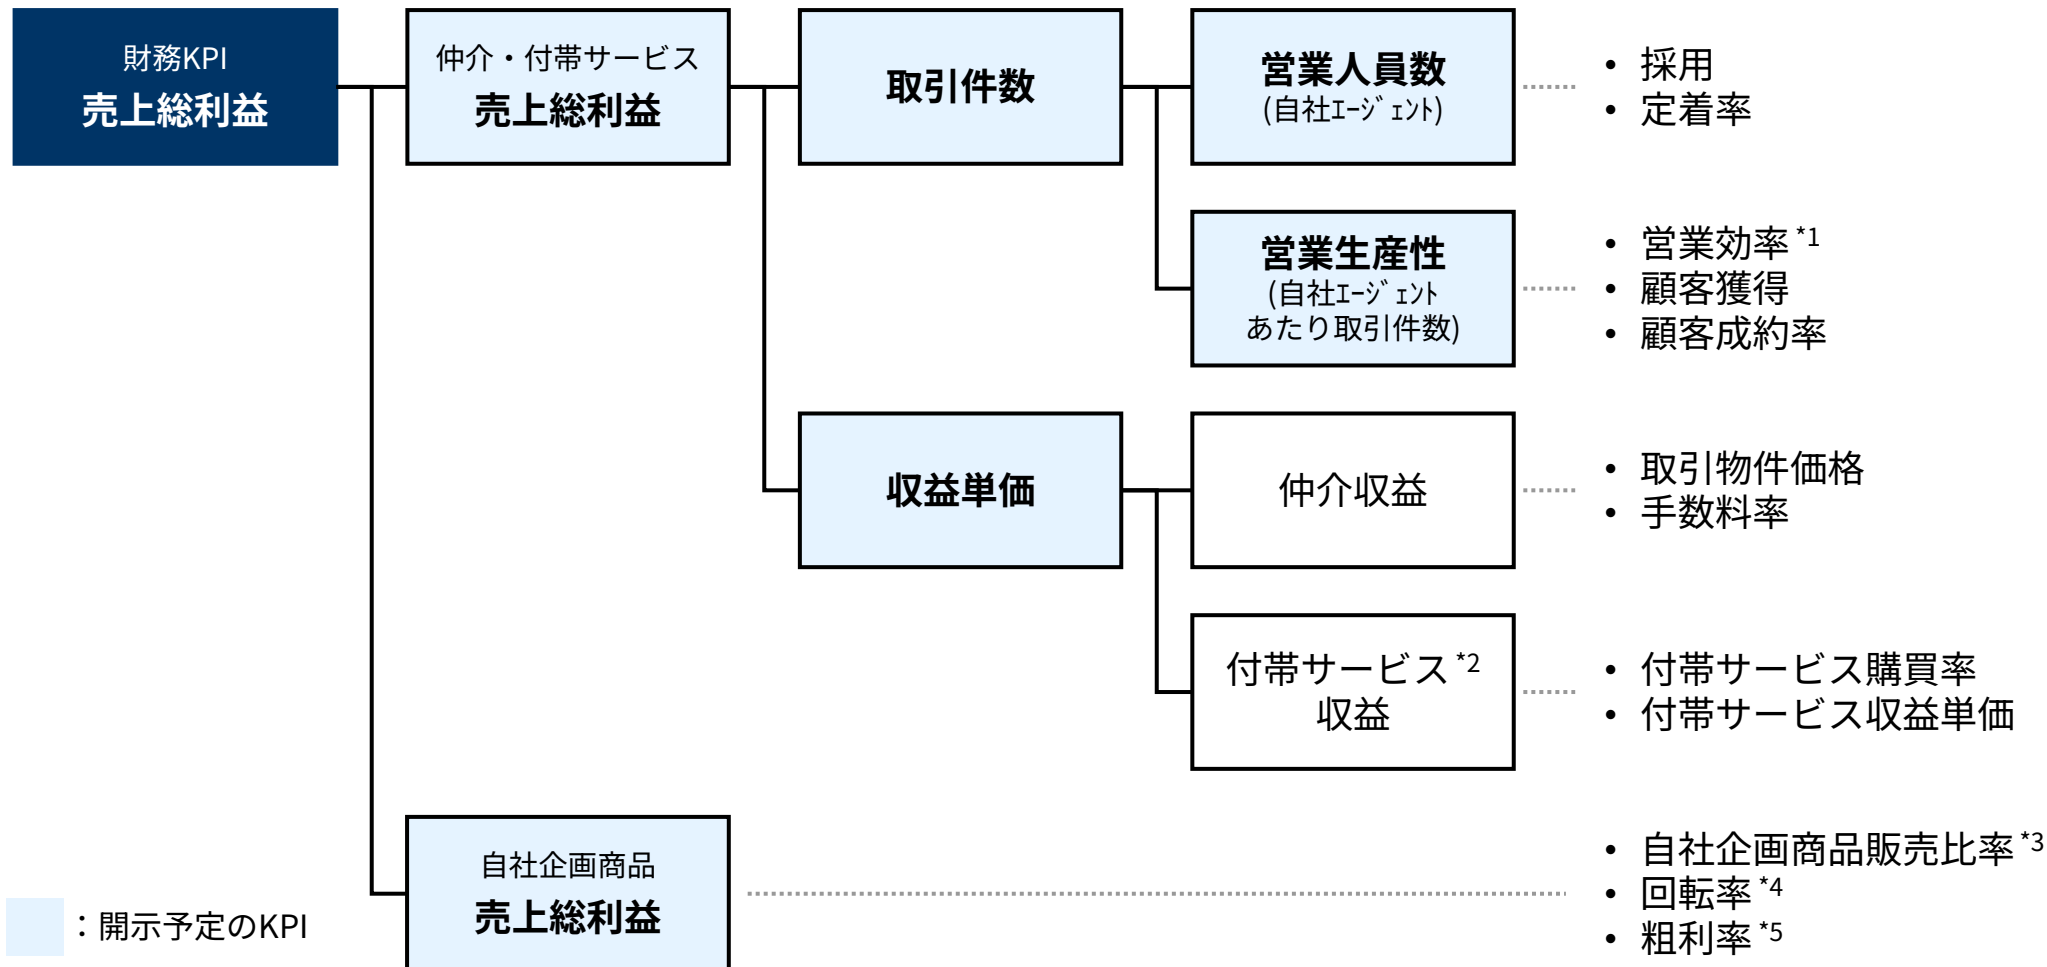 財務KPI
売上総利益
仲介・付帯サービス
売上総利益
取引件数
営業人員数
(自社ｴｰｼﾞｪﾝﾄ)
• 採用
• 定着率
営業生産性
(自社ｴｰｼﾞｪﾝﾄ
あたり取引件数)
• 営業効率 *1
• 顧客獲得
• 顧客成約率
収益単価
仲介収益
• 取引物件価格
• 手数料率
付帯サービス *2
収益
• 付帯サービス購買率
• 付帯サービス収益単価
自社企画商品
売上総利益
• 自社企画商品販売比率 *3
• 回転率 *4
• 粗利率 *5
：開示予定のKPI